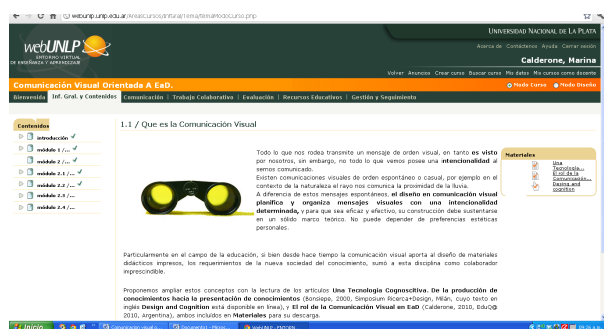 webunlp.unlp.edu.ar/AreasCursos/InfGral/Tema/temaModoCurso.php
UNIVERSIDAD NACIONAL DE LA PLATA
webUNLP
ENTORNO VIRTUAL
DE ENSEÑANZA Y APRENDIZAJE
Acerca de Contáctenos Ayuda Cerrar sesión
Calderone, Marina
Volver Anuncios Crear curso Buscar curso Mis datos Mis cursos como docente
Comunicación Visual Orientada A EaD.
Modo Curso Modo Diseño
Bienvenida Inf. Gral. y Contenidos Comunicación Trabajo Colaborativo Evaluación Recursos Educativos Gestión y Seguimiento
Contenidos
introducción
módulo 1 /...
módulo 2 /...
módulo 2.1 /...
módulo 2.2 /...
módulo 2.3 /...
módulo 2.4 /...
1.1 / Que es la Comunicación Visual
Todo lo que nos rodea transmite un mensaje de orden visual, en tanto es visto
por nosotros, sin embargo, no todo lo que vemos posee una intencionalidad al
sernos comunicado.
Existen comunicaciones visuales de orden espontáneo o casual, por ejemplo en el
contexto de la naturaleza el rayo nos comunica la proximidad de la lluvia.
A diferencia de estos mensajes espontáneos, el diseño en comunicación visual
planifica y organiza mensajes visuales con una intencionalidad
determinada, y para que sea eficaz y efectivo, su construcción debe sustentarse
en un sólido marco teórico. No puede depender de preferencias estéticas
personales.
Particularmente en el campo de la educación, si bien desde hace tiempo la comunicación visual aporta al diseño de materiales
didácticos impresos, los requerimientos de la nueva sociedad del conocimiento, sumó a esta disciplina como colaborador
imprescindible.
Proponemos ampliar estos conceptos con la lectura de los artículos Una Tecnología Cognoscitiva. De la producción de
conocimientos hacia la presentación de conocimientos (Bonsiepe, 2000, Simposium Ricerca+Design, Milán, cuyo texto en
inglés Design and Cognition está disponible en línea), y El rol de la Comunicación Visual en EaD (Calderone, 2010, EduQ@
2010, Argentina), ambos incluídos en Materiales para su descarga.
Materiales
Una
Tecnología...
El rol de la
Comunicación...
Desing and
cognition
Inicio